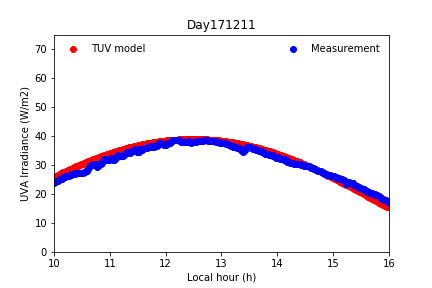 Day171211
TUV model
Measurement
70
60
50
40
30
20
10
0
UVA Irradiance (W/m2)
10 11 12 13 14 15 16
Local hour (h)